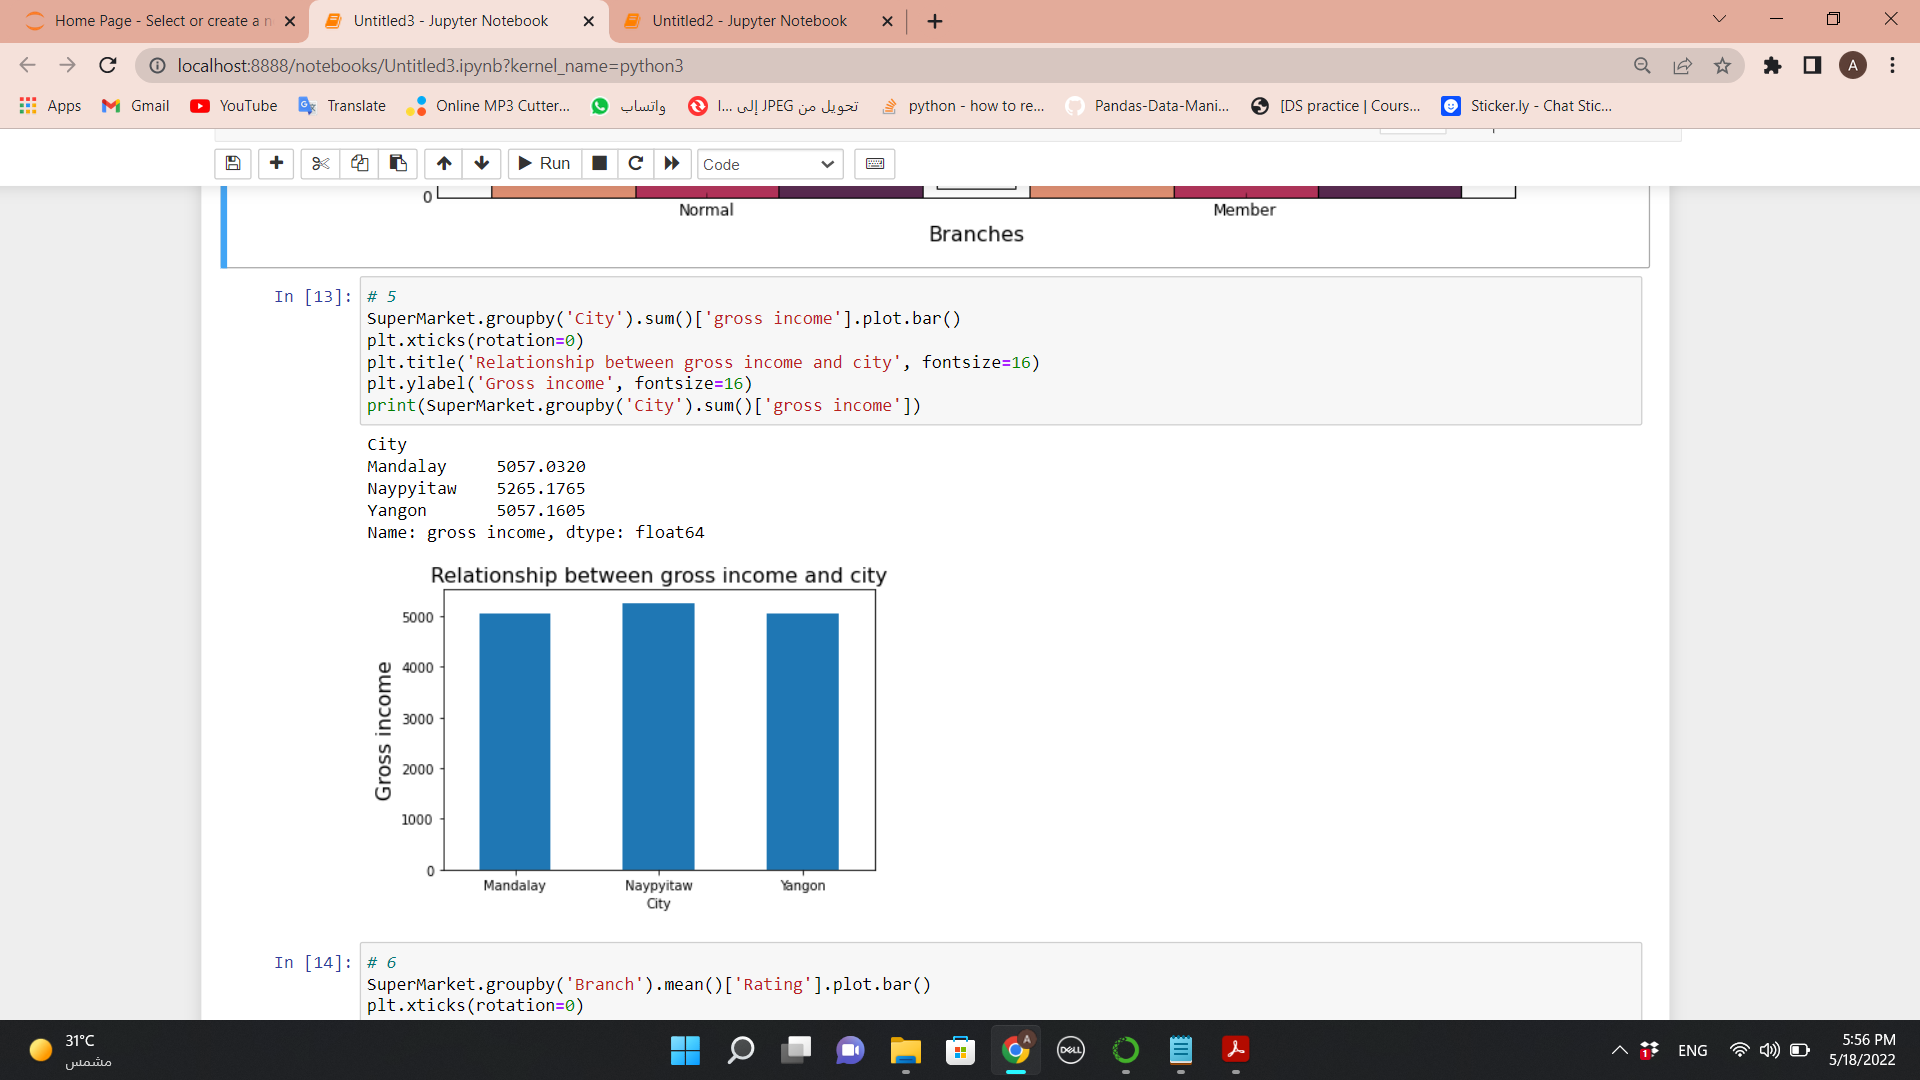 Home Page - Select or create a n
Untitled3 - Jupyter Notebook
Untitled2 - Jupyter Notebook
localhost:8888/notebooks/Untitled3.ipynb?kernel_name=python3
A
Apps
Gmail
YouTube
Translate
Online MP3 Cutter...
واتساب
تحويل من JPEG إلى I...
python - how to re...
Pandas-Data-Mani...
[DS practice | Cours...
Sticker.ly - Chat Stic...
Run
Code
0
Normal Member
Branches
In [13]:
# 5
SuperMarket.groupby('City').sum()['gross income'].plot.bar()
plt.xticks(rotation=0)
plt.title('Relationship between gross income and city', fontsize=16)
plt.ylabel('Gross income', fontsize=16)
print(SuperMarket.groupby('City').sum()['gross income'])
City
Mandalay     5057.0320
Naypyitaw    5265.1765
Yangon       5057.1605
Name: gross income, dtype: float64
Relationship between gross income and city
5000
4000
3000
2000
1000
0
Gross income
Mandalay Naypyitaw Yangon
City
In [14]:
# 6
SuperMarket.groupby('Branch').mean()['Rating'].plot.bar()
plt.xticks(rotation=0)
31°C
مشمس
A
DELL
1
ENG
5:56 PM
5/18/2022